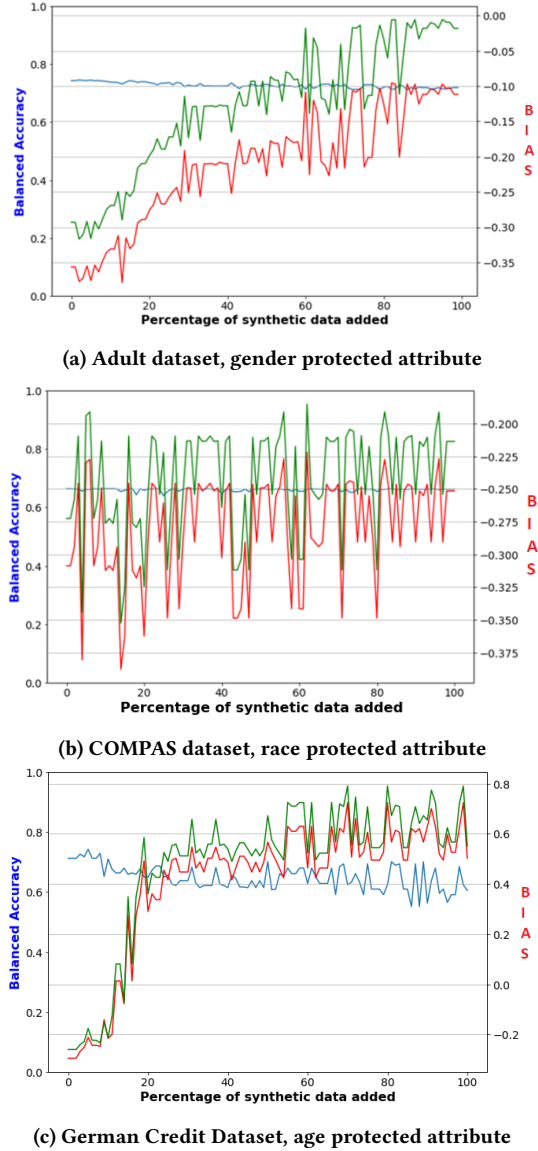 1.0
0.8
0.6
0.4
0.2
0.0
Balanced Accuracy
0.00
−0.05
−0.10
−0.15
−0.20
−0.25
−0.30
−0.35
B
I
A
S
0
20
40
60
80
100
Percentage of synthetic data added
(a) Adult dataset, gender protected attribute
1.0
0.8
0.6
0.4
0.2
0.0
Balanced Accuracy
−0.200
−0.225
−0.250
−0.275
−0.300
−0.325
−0.350
−0.375
B
I
A
S
0
20
40
60
80
100
Percentage of synthetic data added
(b) COMPAS dataset, race protected attribute
1.0
0.8
0.6
0.4
0.2
0.0
Balanced Accuracy
0.8
0.6
0.4
0.2
0.0
−0.2
B
I
A
S
0
20
40
60
80
100
Percentage of synthetic data added
(c) German Credit Dataset, age protected attribute